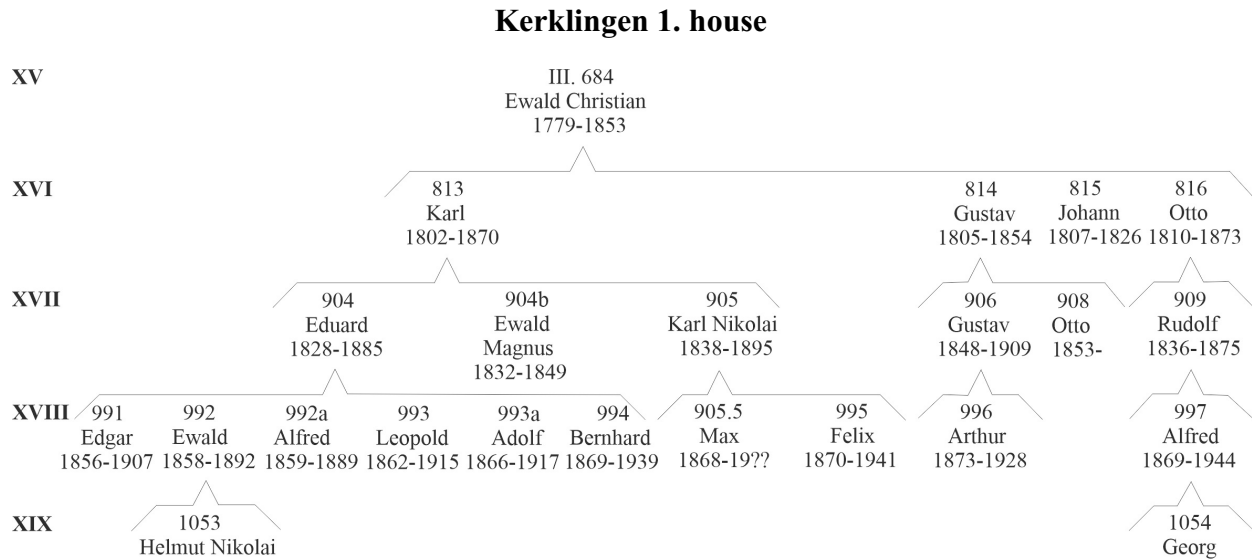 Kerklingen 1. house
XV
III. 684
Ewald Christian
1779-1853
XVI
813
Karl
1802-1870
814
Gustav
1805-1854
815
Johann
1807-1826
816
Otto
1810-1873
XVII
904
Eduard
1828-1885
904b
Ewald
Magnus
1832-1849
905
Karl Nikolai
1838-1895
906
Gustav
1848-1909
908
Otto
1853-
909
Rudolf
1836-1875
XVIII
991
Edgar
1856-1907
992
Ewald
1858-1892
992a
Alfred
1859-1889
993
Leopold
1862-1915
993a
Adolf
1866-1917
994
Bernhard
1869-1939
905.5
Max
1868-19??
995
Felix
1870-1941
996
Arthur
1873-1928
997
Alfred
1869-1944
XIX
1053
Helmut Nikolai
1054
Georg